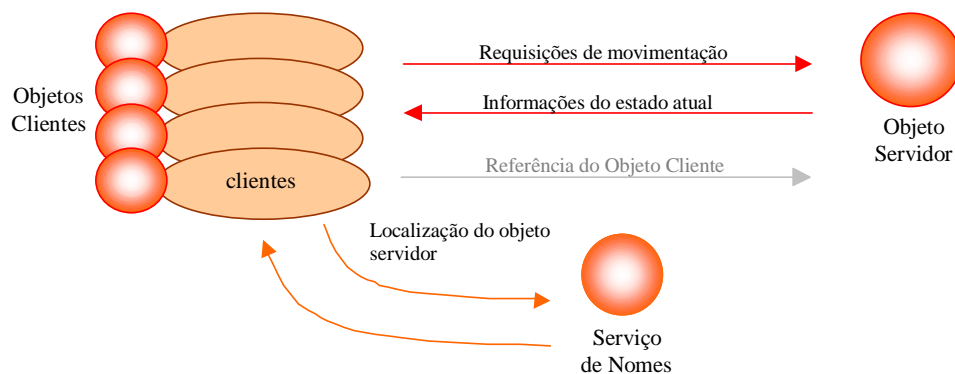 Requisições de movimentação
Objetos
Clientes
Informações do estado atual
Objeto
Servidor
Referência do Objeto Cliente
clientes
Localização do objeto
servidor
Serviço
de Nomes